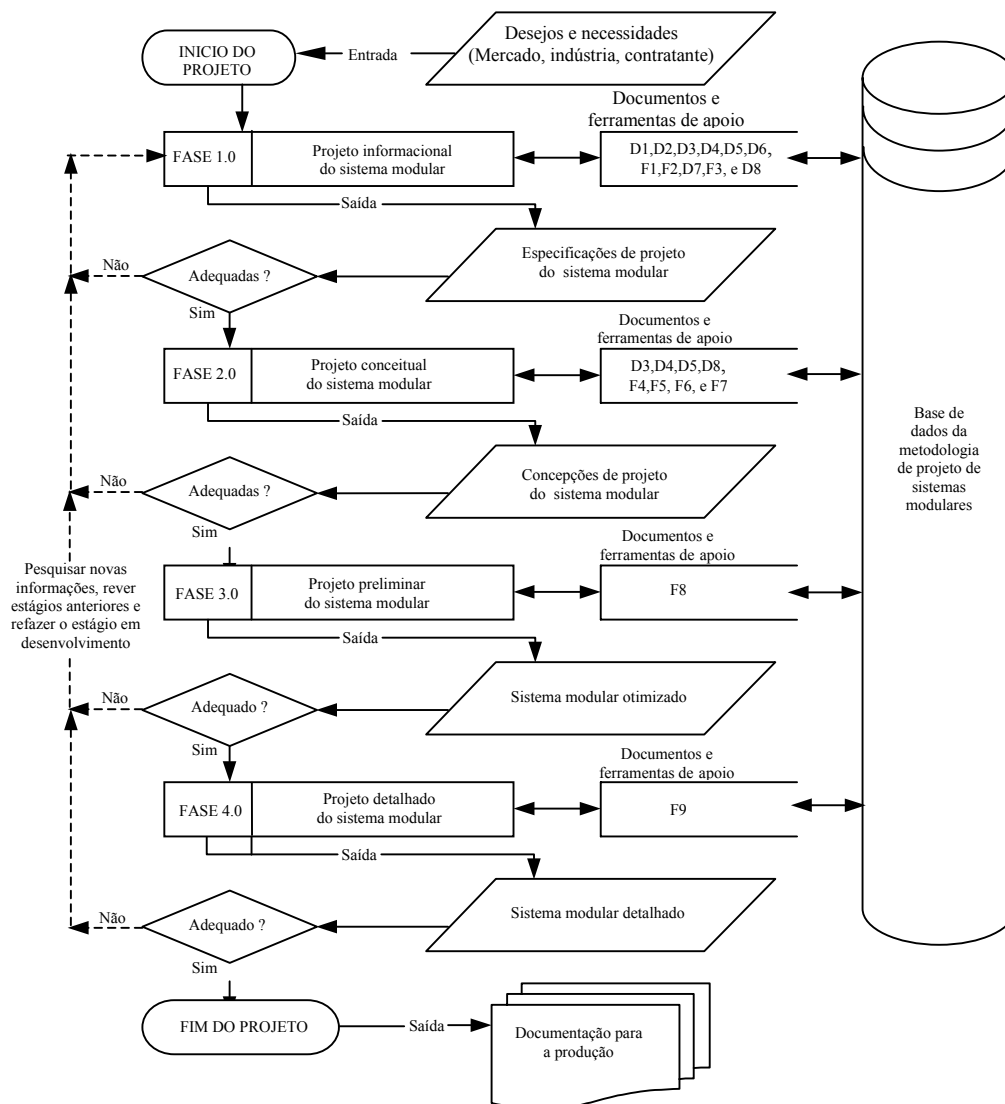 Desejos e necessidades
(Mercado, indústria, contratante)
INICIO DO
PROJETO
Entrada
Documentos e
ferramentas de apoio
FASE 1.0
Projeto informacional
do sistema modular
D1,D2,D3,D4,D5,D6,
F1,F2,D7,F3, e D8
Saída
Especificações de projeto
do sistema modular
Adequadas ?
Não
Sim
Documentos e
ferramentas de apoio
FASE 2.0
Projeto conceitual
do sistema modular
D3,D4,D5,D8,
F4,F5, F6, e F7
Saída
Base de
dados da
metodologia
de projeto de
sistemas
modulares
Concepções de projeto
do sistema modular
Adequadas ?
Não
Sim
Documentos e
ferramentas de apoio
Pesquisar novas
informações, rever
estágios anteriores e
refazer o estágio em
desenvolvimento
FASE 3.0
Projeto preliminar
do sistema modular
F8
Saída
Sistema modular otimizado
Adequado ?
Não
Sim
Documentos e
ferramentas de apoio
FASE 4.0
Projeto detalhado
do sistema modular
F9
Saída
Sistema modular detalhado
Adequado ?
Não
Sim
FIM DO PROJETO
Saída
Documentação para
a produção